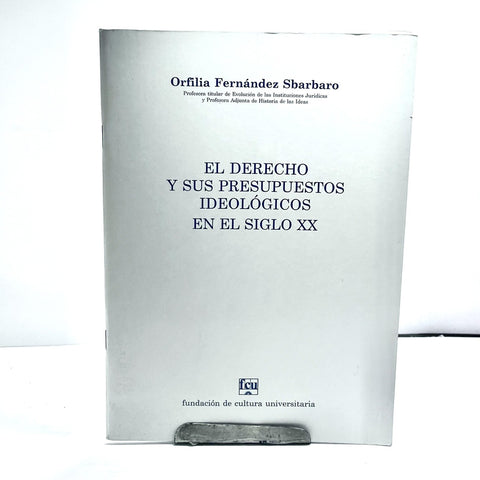 Orfilia Fernández Sbarbaro
Profesora titular de Evolución de las Instituciones Jurídicas
y Profesora Adjunta de Historia de las Ideas
EL DERECHO
Y SUS PRESUPUESTOS
IDEOLÓGICOS
EN EL SIGLO XX
fcu
fundación de cultura universitaria